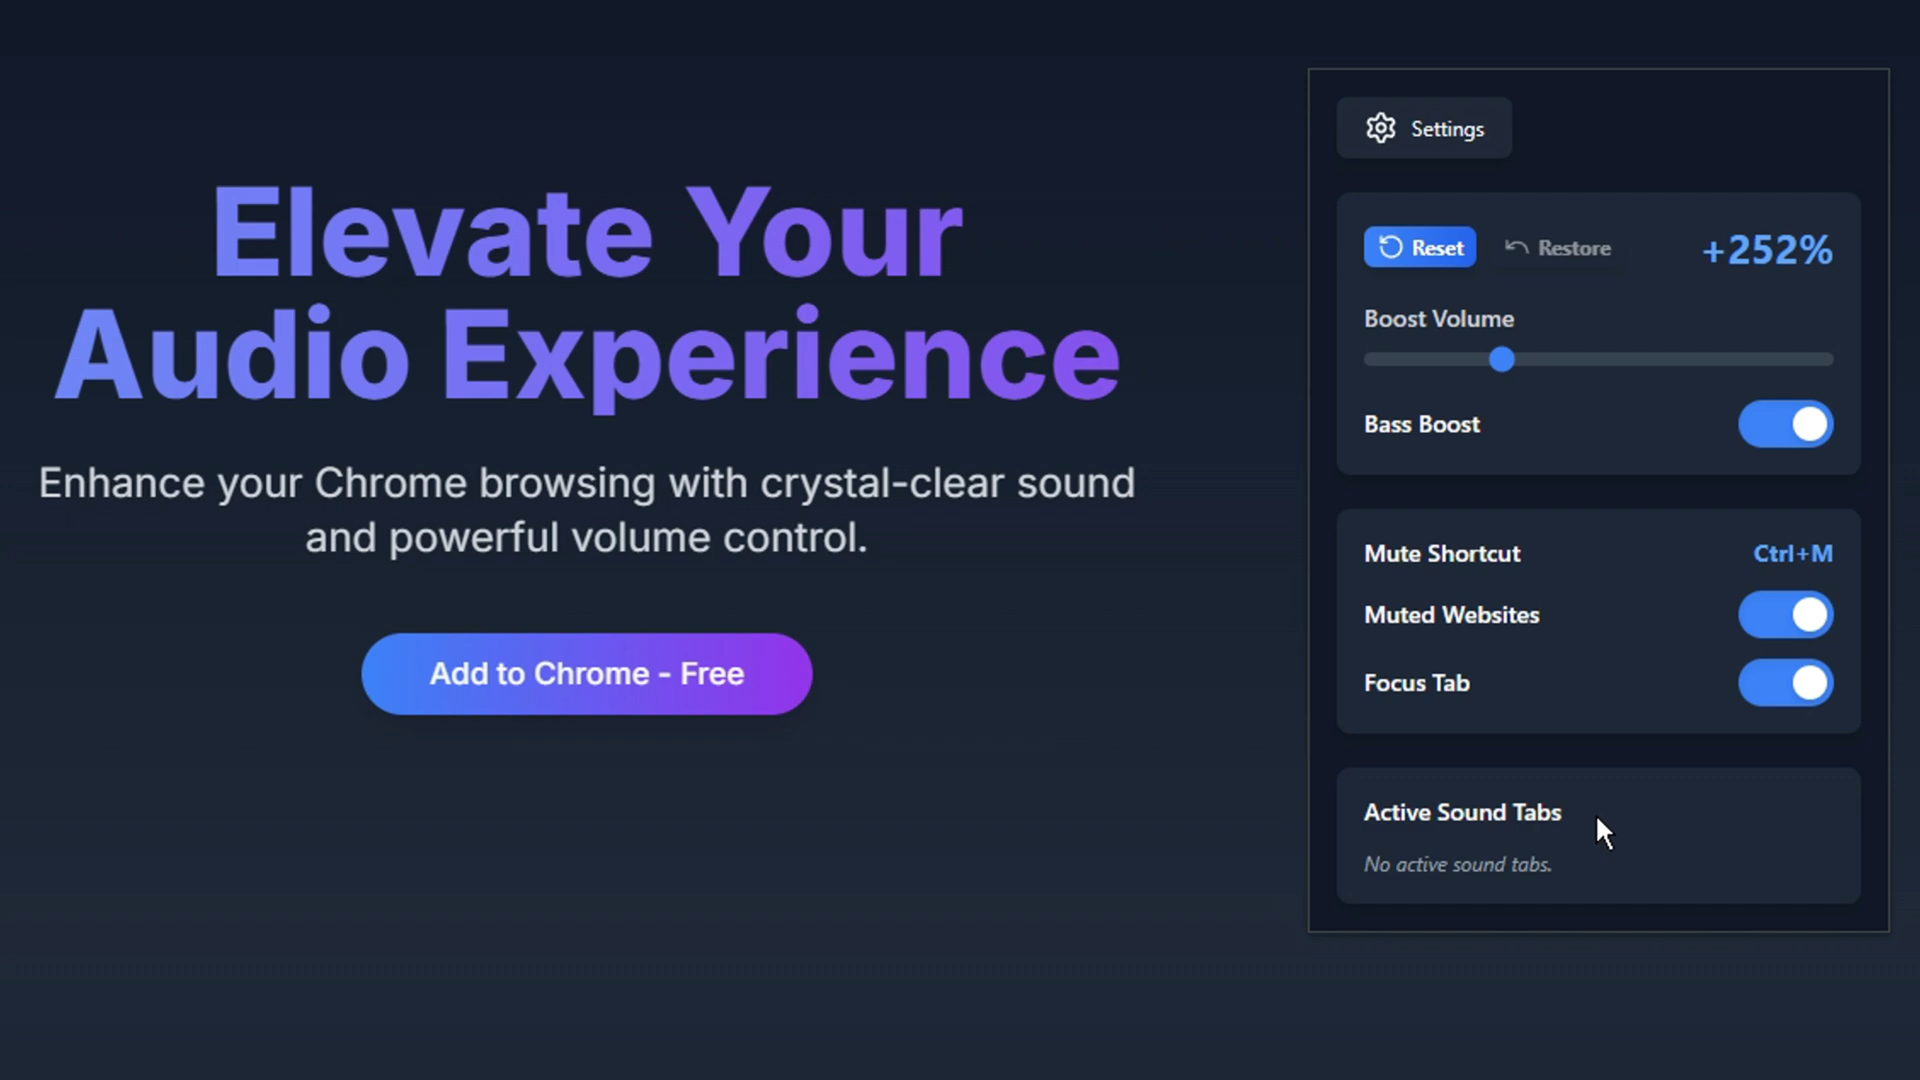 Elevate Your
Audio Experience
Enhance your Chrome browsing with crystal-clear sound
and powerful volume control.
Add to Chrome - Free
Settings
Reset Restore +252%
Boost Volume
Bass Boost
Mute Shortcut Ctrl+M
Muted Websites
Focus Tab
Active Sound Tabs
No active sound tabs.